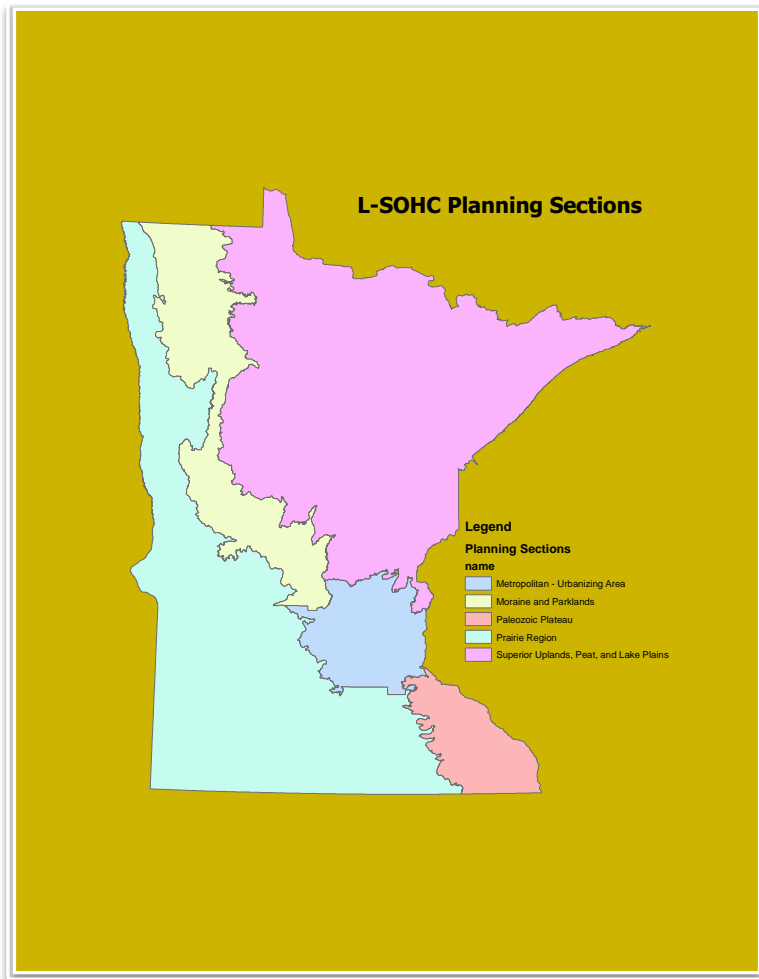 L-SOHC Planning Sections
Legend
Planning Sections
name
Metropolitan - Urbanizing Area
Moraine and Parklands
Paleozoic Plateau
Prairie Region
Superior Uplands, Peat, and Lake Plains